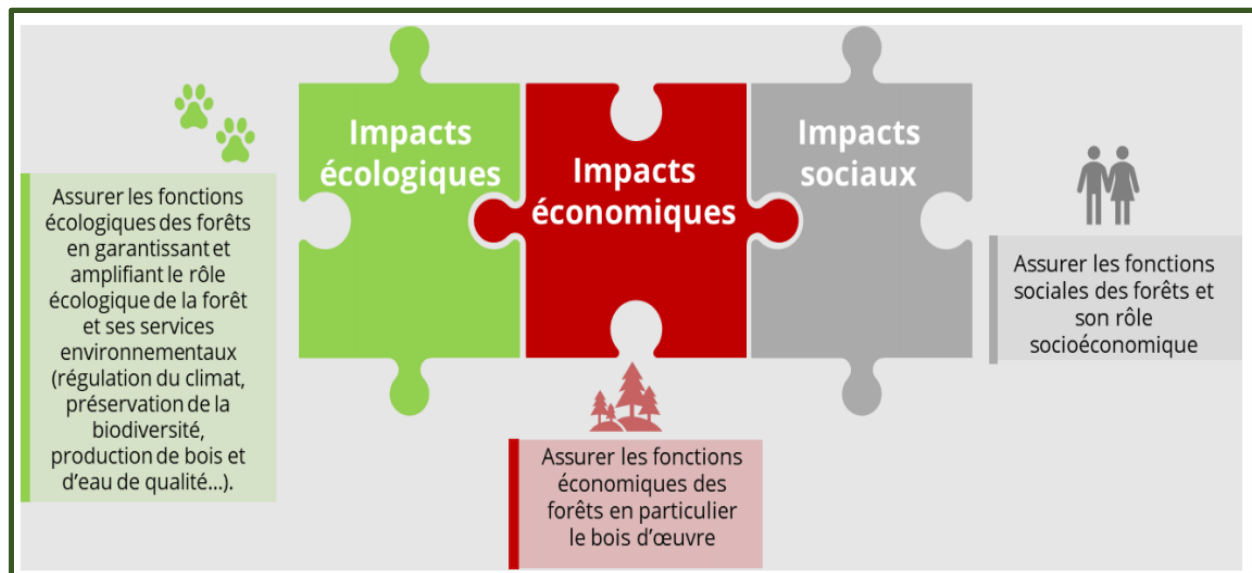 Impacts
écologiques
Impacts
économiques
Impacts
sociaux
Assurer les fonctions
écologiques des forêts
en garantissant et
amplifiant le rôle
écologique de la forêt
et ses services
environnementaux
(régulation du climat,
préservation de la
biodiversité,
production de bois et
d’eau de qualité...).
Assurer les fonctions
économiques des
forêts en particulier
le bois d’œuvre
Assurer les fonctions
sociales des forêts et
son rôle
socioéconomique